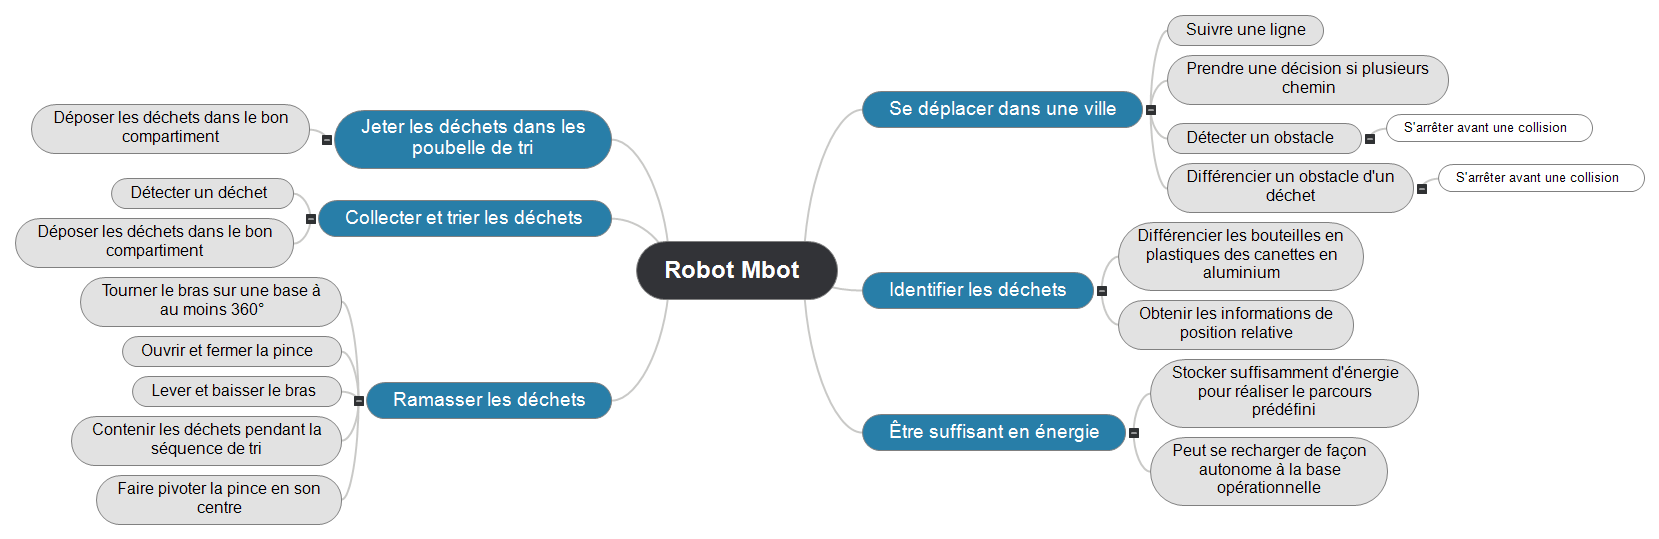 Robot Mbot
Se déplacer dans une ville
Suivre une ligne
Prendre une décision si plusieurs
chemin
Détecter un obstacle
S'arrêter avant une collision
Différencier un obstacle d'un
déchet
S'arrêter avant une collision
Identifier les déchets
Différencier les bouteilles en
plastiques des canettes en
aluminium
Obtenir les informations de
position relative
Être suffisant en énergie
Stocker suffisamment d'énergie
pour réaliser le parcours
prédéfini
Peut se recharger de façon
autonome à la base
opérationnelle
Jeter les déchets dans les
poubelle de tri
Déposer les déchets dans le bon
compartiment
Collecter et trier les déchets
Détecter un déchet
Déposer les déchets dans le bon
compartiment
Ramasser les déchets
Tourner le bras sur une base à
au moins 360°
Ouvrir et fermer la pince
Lever et baisser le bras
Contenir les déchets pendant la
séquence de tri
Faire pivoter la pince en son
centre